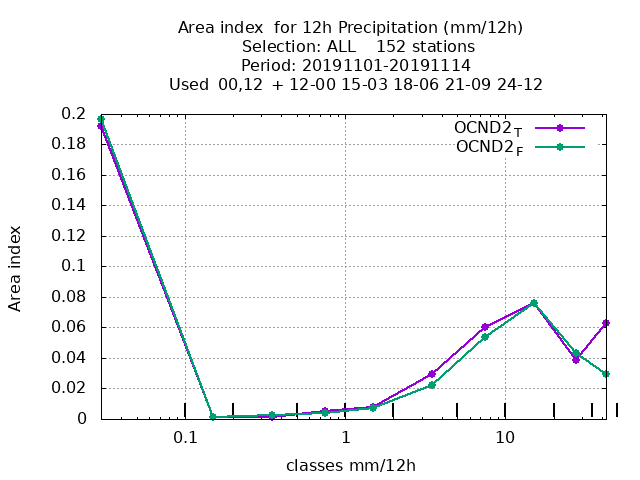 Area index  for 12h Precipitation (mm/12h)
Selection: ALL    152 stations
Period: 20191101-20191114
Used  00,12  + 12-00 15-03 18-06 21-09 24-12
OCND2T
OCND2F
0.2
0.18
0.16
0.14
0.12
0.1
0.08
0.06
0.04
0.02
0
Area index
0.1 1 10
classes mm/12h